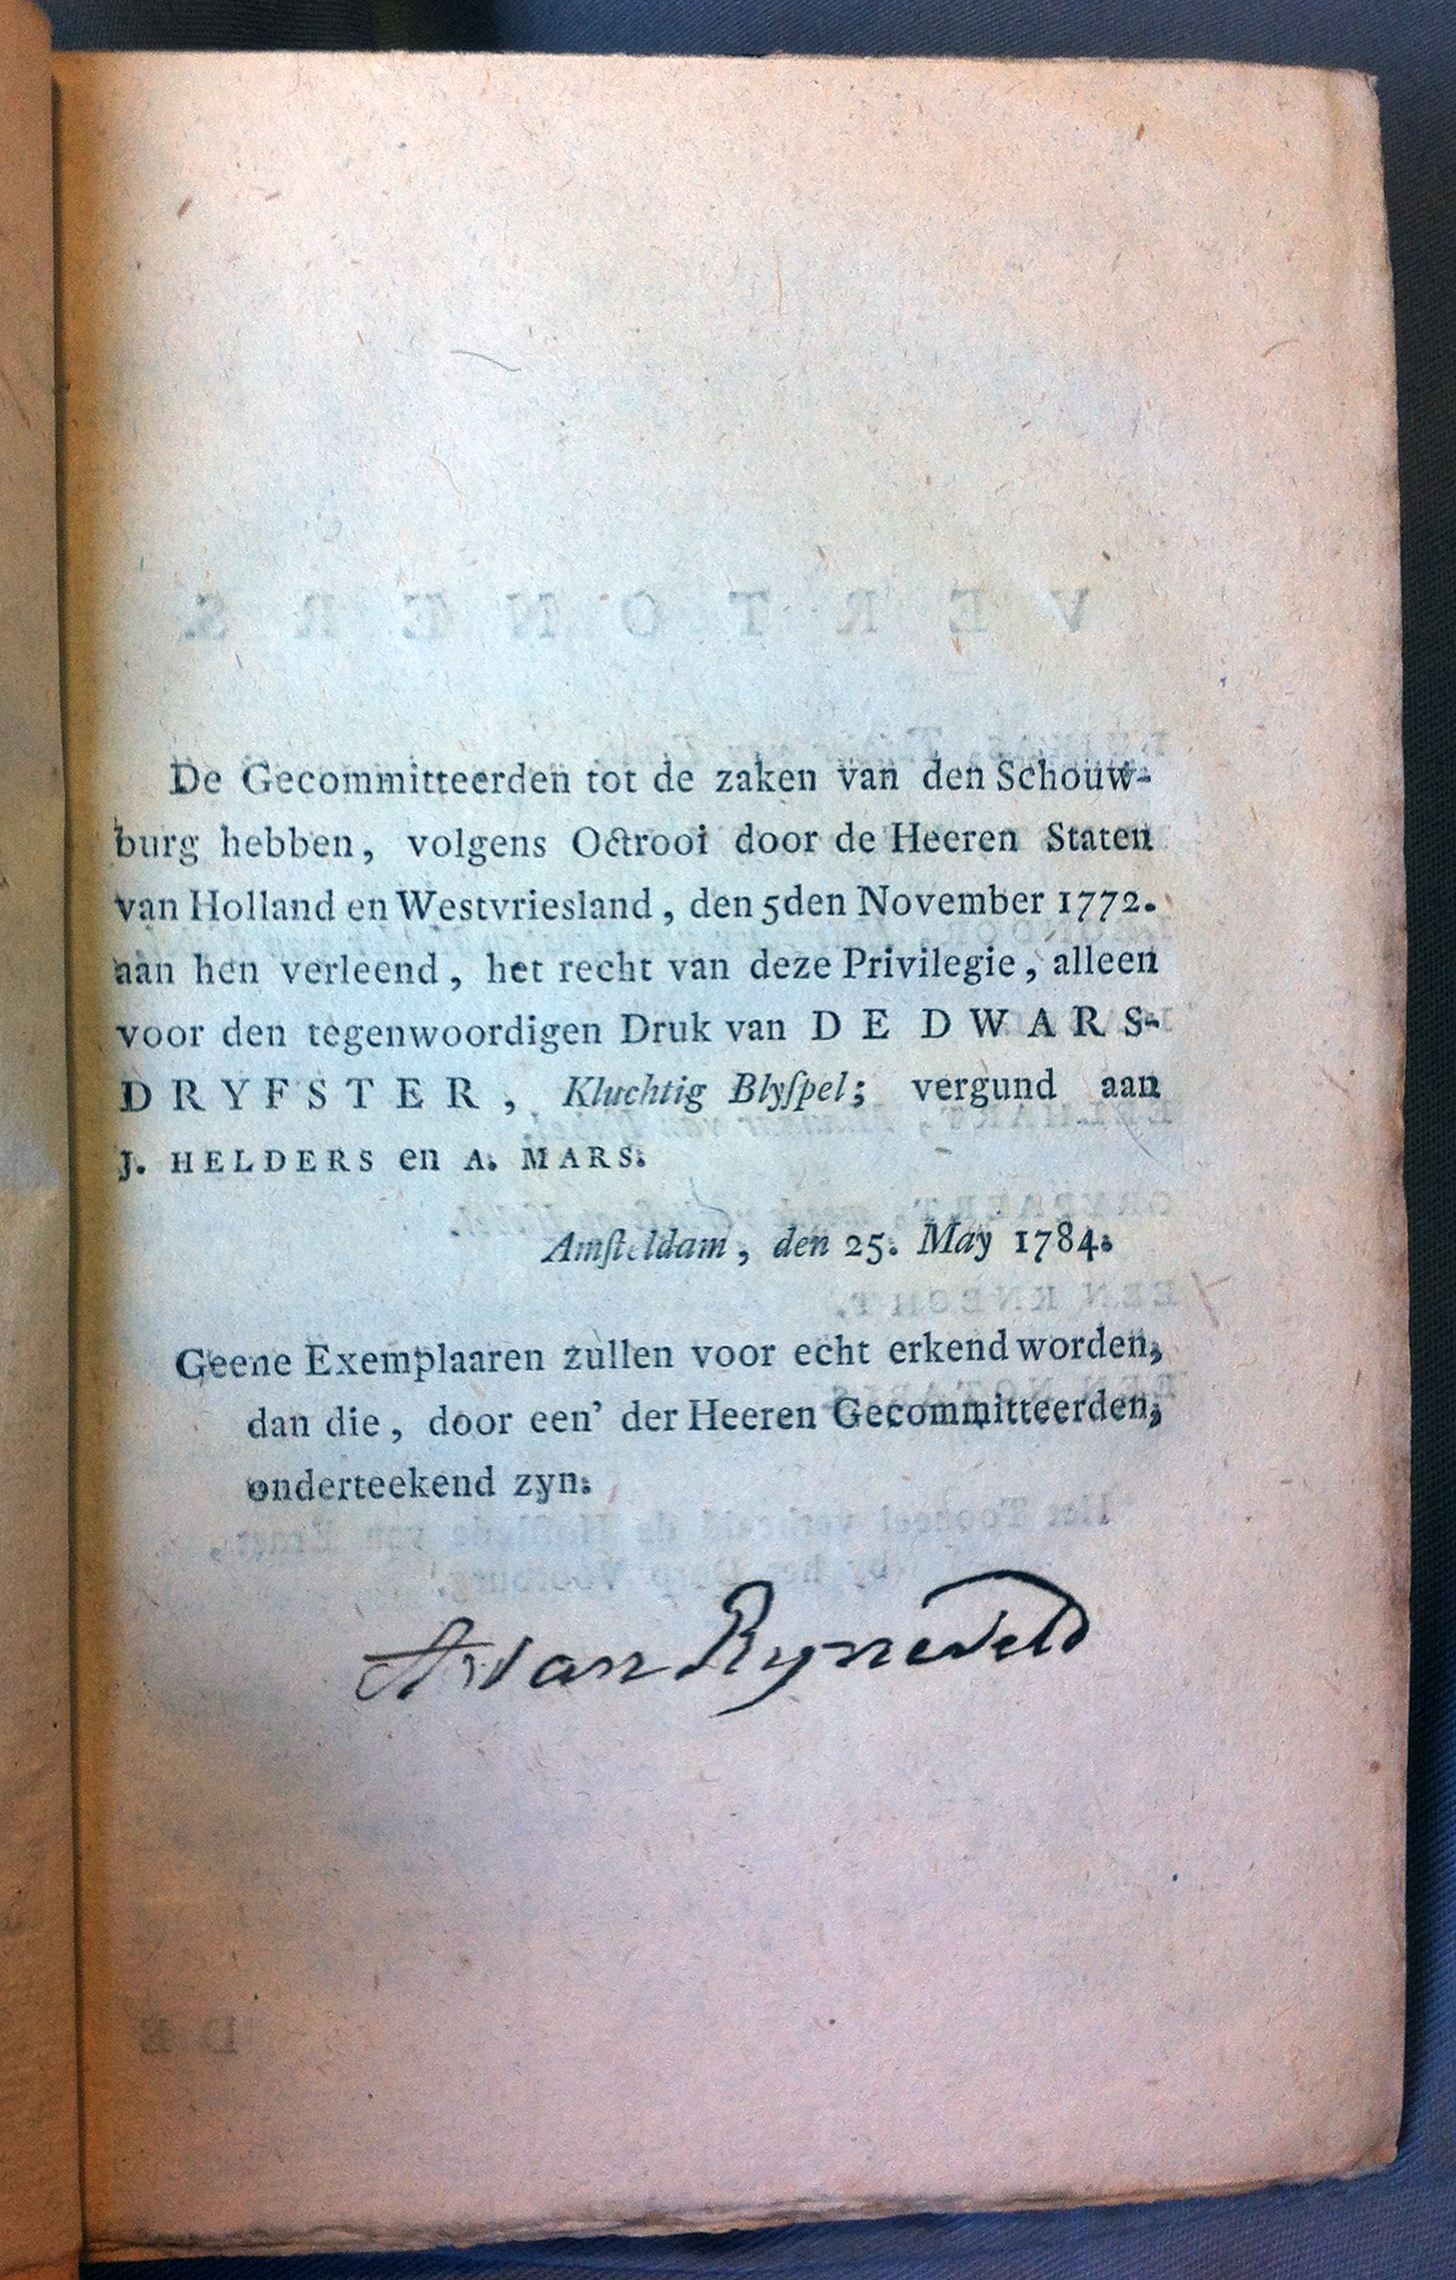 De Gecommitteerden tot de zaken van den Schouw-
burg hebben, volgens Octrooi door de Heeren Staten
van Holland en Westvriesland, den 5den November 1772.
aan hen verleend, het recht van deze Privilegie, alleen
voor den tegenwoordigen Druk van DE DWARS-
DRYFSTER, Kluchtig Blyſpel; vergund aan
J. HELDERS en A. MARS.
Amſteldam, den 25. May 1784.
Geene Exemplaaren zullen voor echt erkend worden,
dan die, door een' der Heeren Gecommitteerden,
onderteekend zyn.
A van Ryneveld